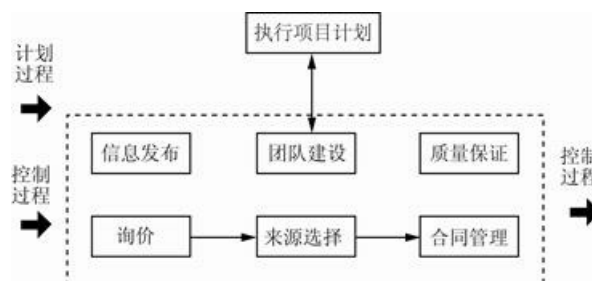 执行项目计划
计划
过程
信息发布
团队建设
质量保证
控制
过程
控制
过程
询价
来源选择
合同管理